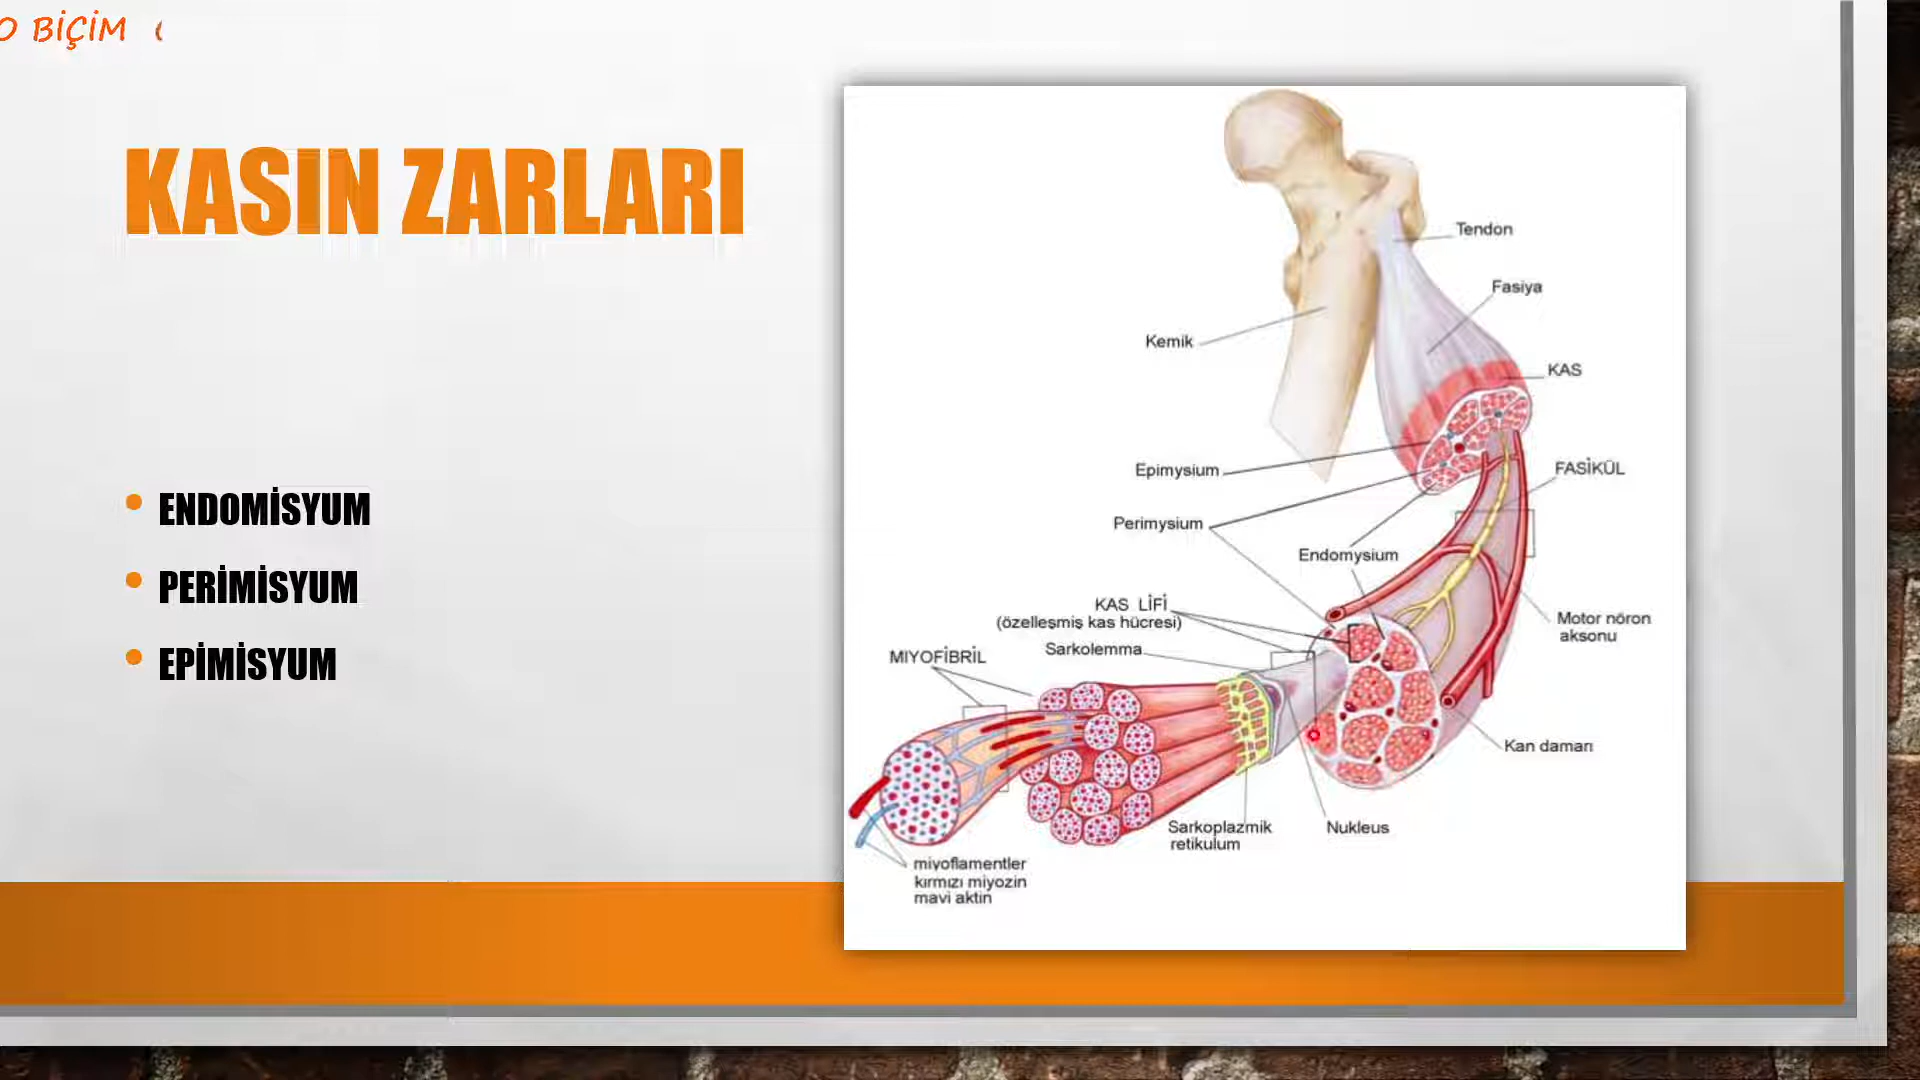 O BİÇİM
KASIN ZARLARI
• ENDOMİSYUM
• PERİMİSYUM
• EPİMİSYUM
Tendon
Fasiya
Kemik
KAS
Epimysium
FASİKÜL
Perimysium
Endomysium
KAS LİFİ
(özelleşmiş kas hücresi)
Motor nöron
aksonu
Sarkolemma
MIYOFİBRİL
Kan damarı
Sarkoplazmik
retikulum
Nukleus
miyoflamentler
kırmızı miyozin
mavi aktin